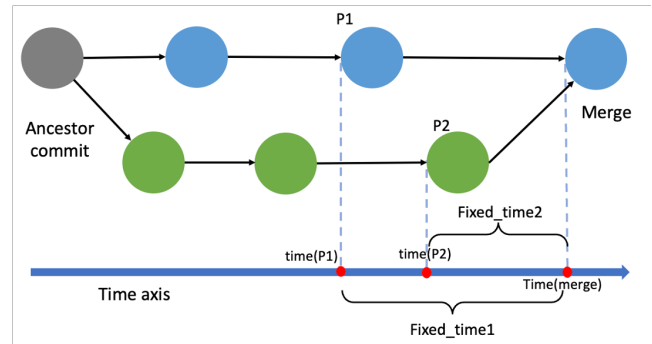 P1
Ancestor
commit
Merge
P2
Fixed_time2
time(P1)
time(P2)
Time(merge)
Time axis
Fixed_time1